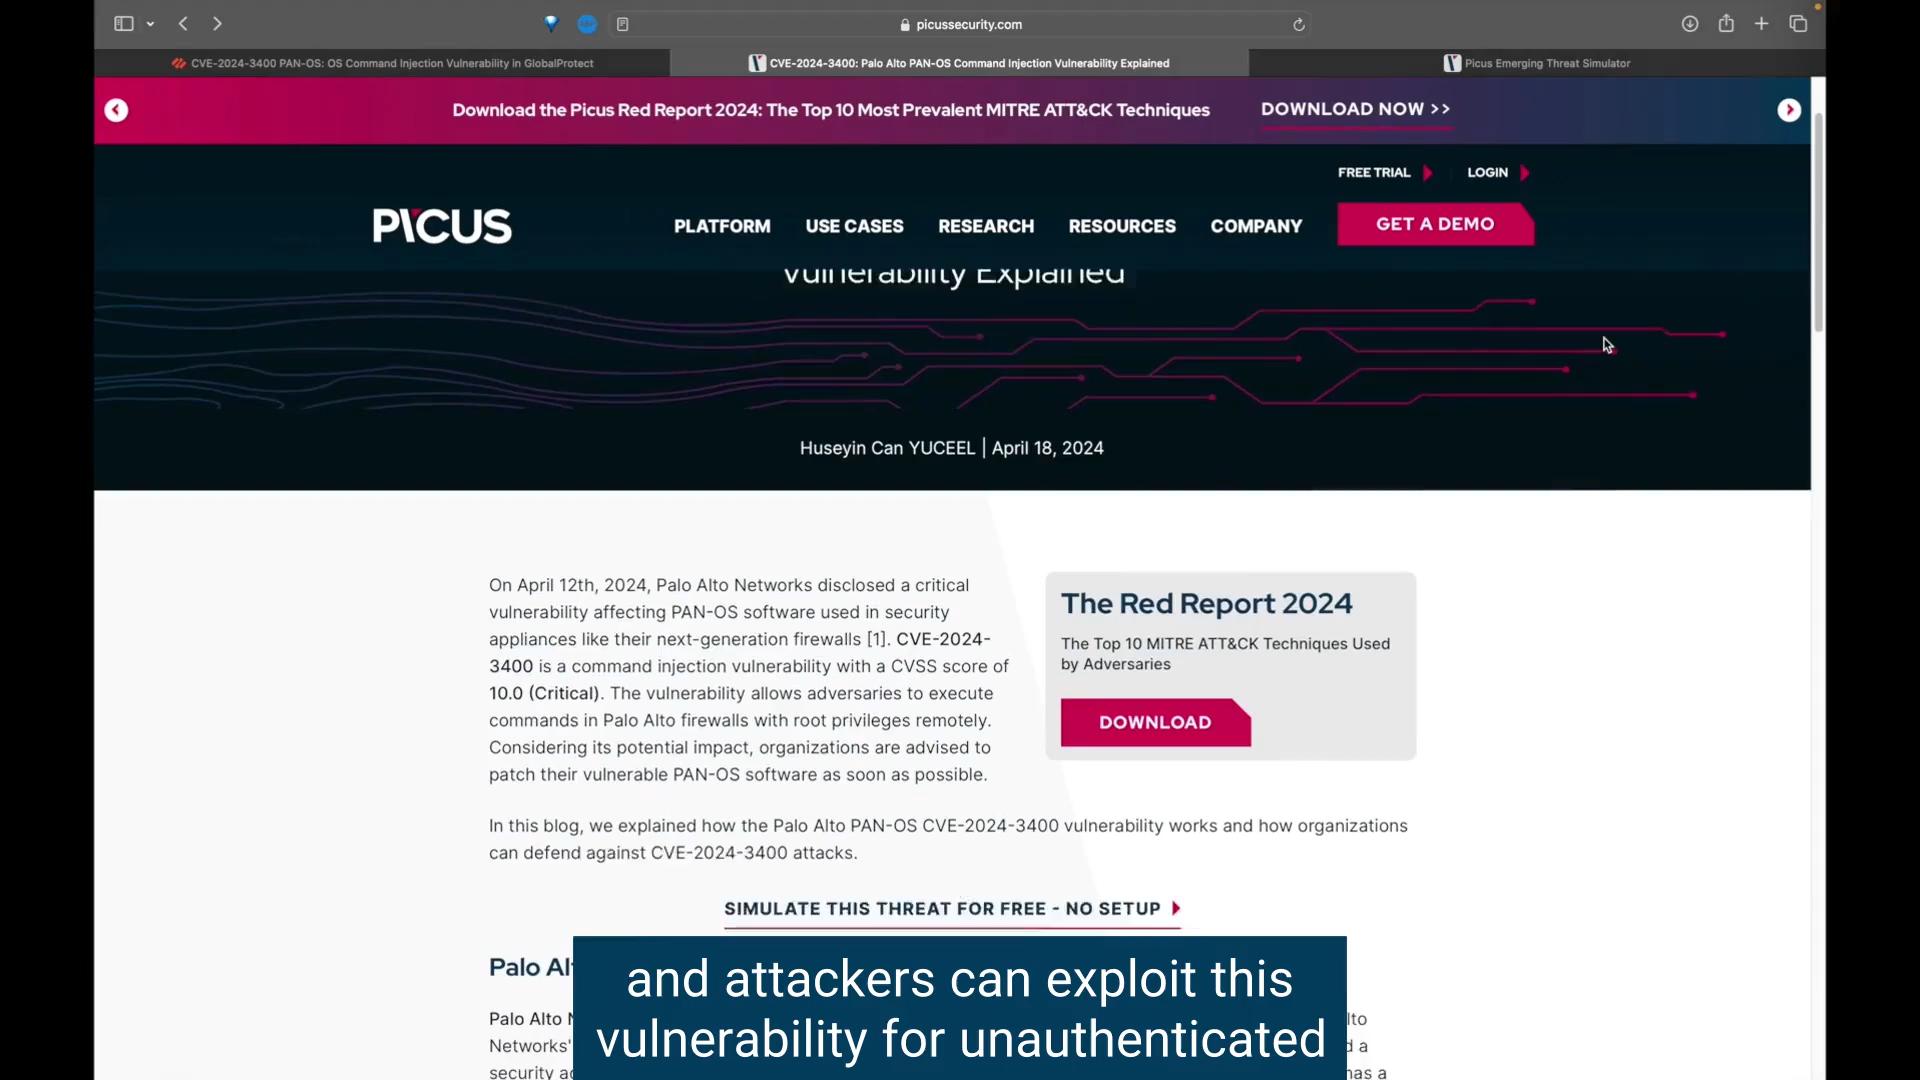 picussecurity.com
CVE-2024-3400 PAN-OS: OS Command Injection Vulnerability in GlobalProtect
CVE-2024-3400: Palo Alto PAN-OS Command Injection Vulnerability Explained
Picus Emerging Threat Simulator
Download the Picus Red Report 2024: The Top 10 Most Prevalent MITRE ATT&CK Techniques
DOWNLOAD NOW >>
FREE TRIAL
LOGIN
PICUS
PLATFORM
USE CASES
RESEARCH
RESOURCES
COMPANY
GET A DEMO
Vulnerability Explained
Huseyin Can YUCEEL | April 18, 2024
On April 12th, 2024, Palo Alto Networks disclosed a critical
vulnerability affecting PAN-OS software used in security
appliances like their next-generation firewalls [1]. CVE-2024-
3400 is a command injection vulnerability with a CVSS score of
10.0 (Critical). The vulnerability allows adversaries to execute
commands in Palo Alto firewalls with root privileges remotely.
Considering its potential impact, organizations are advised to
patch their vulnerable PAN-OS software as soon as possible.
The Red Report 2024
The Top 10 MITRE ATT&CK Techniques Used
by Adversaries
DOWNLOAD
In this blog, we explained how the Palo Alto PAN-OS CVE-2024-3400 vulnerability works and how organizations
can defend against CVE-2024-3400 attacks.
SIMULATE THIS THREAT FOR FREE - NO SETUP
Palo
Palo Alto
Networks'
security
has a
and attackers can exploit this
vulnerability for unauthenticated